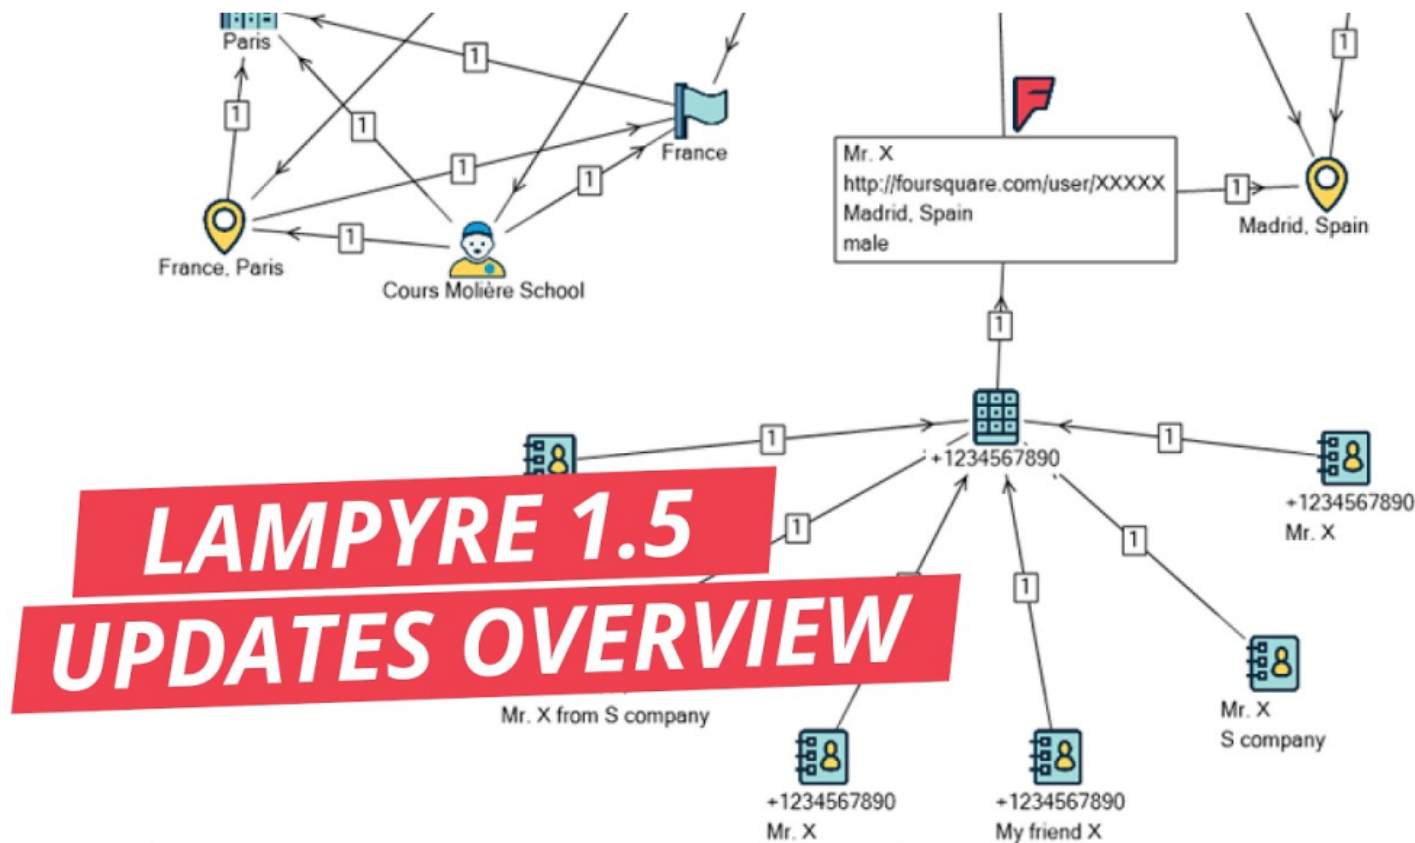 Paris
1
1
1
1
France
1
1
1
France, Paris
Cours Molière School
Mr. X
http://foursquare.com/user/XXXXX
Madrid, Spain
male
1
1
Madrid, Spain
1
1
1
+1234567890
+1234567890
Mr. X
1
1
1
LAMPYRE 1.5
UPDATES OVERVIEW
Mr. X from S company
Mr. X
S company
+1234567890
Mr. X
+1234567890
My friend X